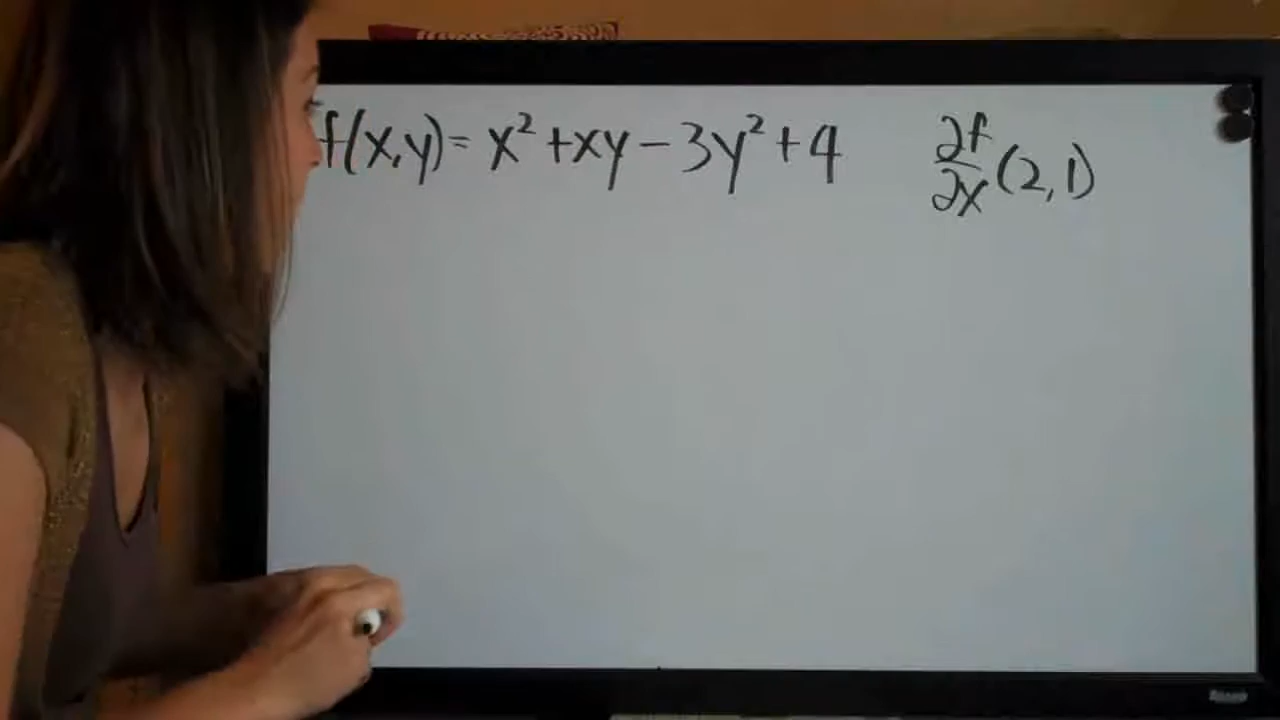 f(x,y)= x²+xy-3y²+4 ∂f/∂x (2,1)